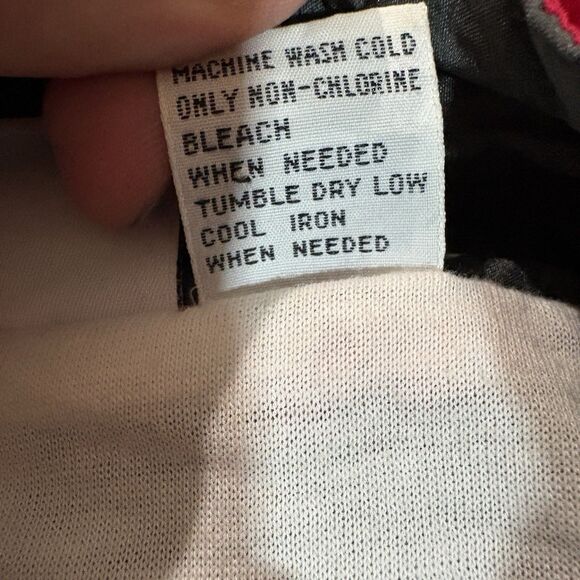 MACHINE WASH COLD
ONLY NON-CHLORINE
BLEACH
WHEN NEEDED
TUMBLE DRY LOW
COOL IRON
WHEN NEEDED